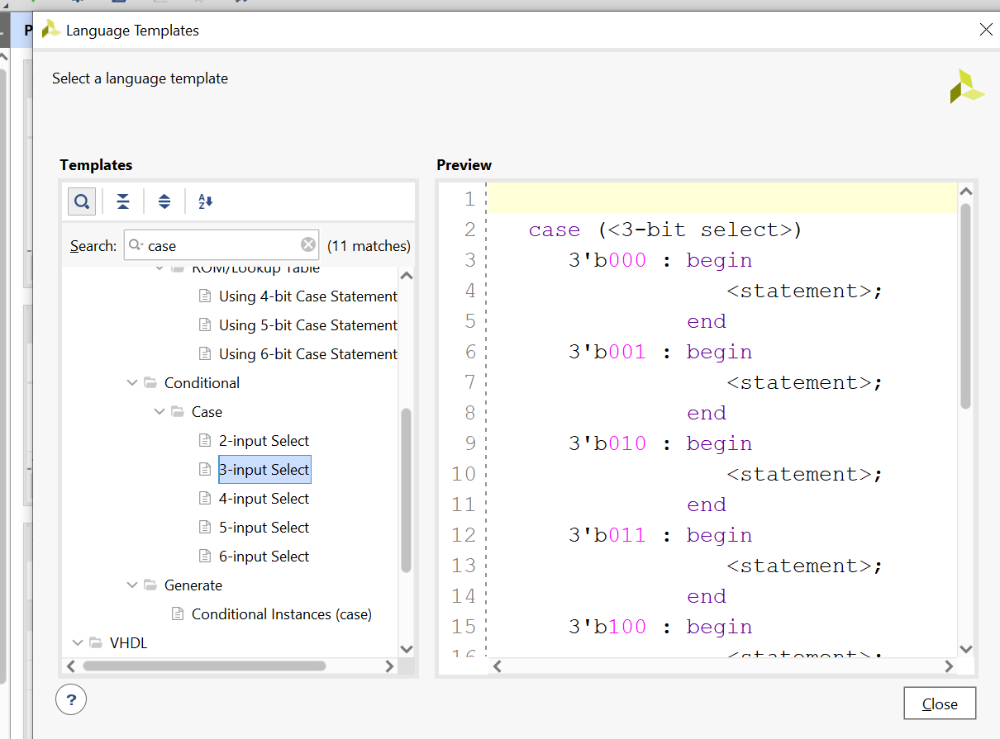 P
Language Templates
Select a language template
Templates
Search: case (11 matches)
ROM/Lookup Table
Using 4-bit Case Statement
Using 5-bit Case Statement
Using 6-bit Case Statement
Conditional
Case
2-input Select
3-input Select
4-input Select
5-input Select
6-input Select
Generate
Conditional Instances (case)
VHDL
Preview
1
2 case (<3-bit select>)
3 3'b000 : begin
4 <statement>;
5 end
6 3'b001 : begin
7 <statement>;
8 end
9 3'b010 : begin
10 <statement>;
11 end
12 3'b011 : begin
13 <statement>;
14 end
15 3'b100 : begin
16 <statement>;
?
Close